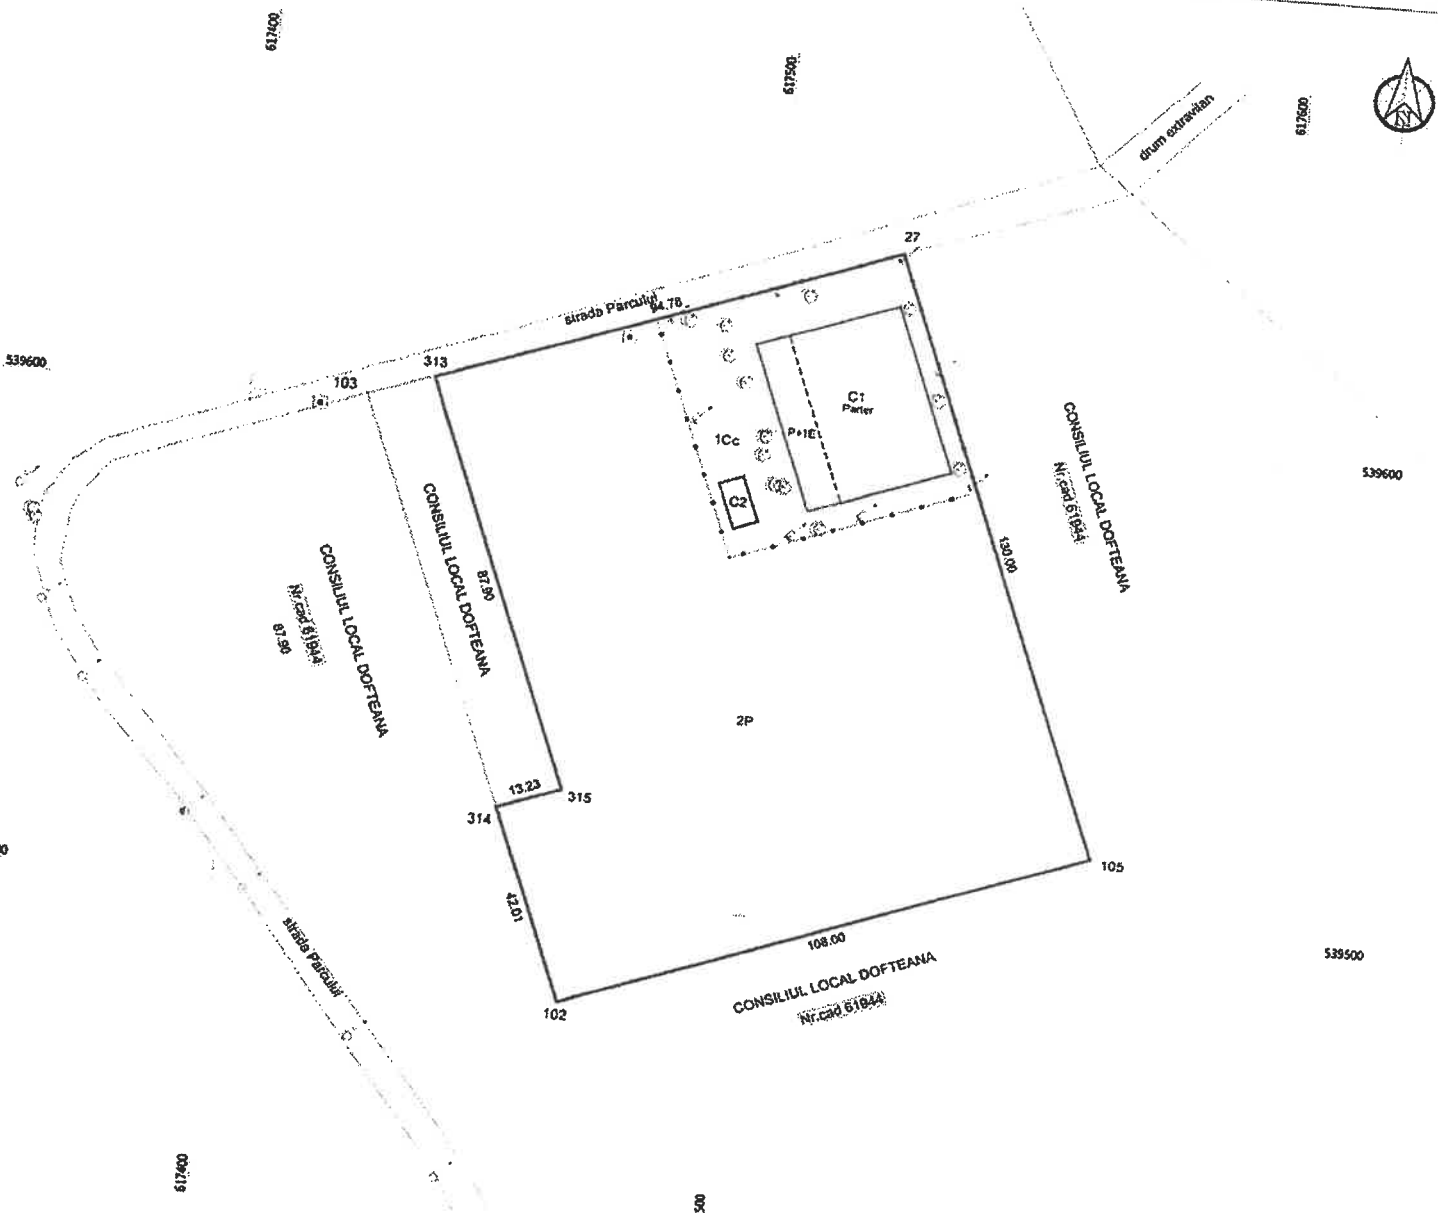 617400
617500
617600
N
drum extravilan
27
strada Parcului
94.78
539600
313
103
C1
Parter
P+1E
1Cc
C2
539600
CONSILIUL LOCAL DOFTEANA
Nr.cad 61944
CONSILIUL LOCAL DOFTEANA
87.90
CONSILIUL LOCAL DOFTEANA
Nr.cad 61944
87.90
130.00
2P
13.23
315
314
105
42.01
108.00
strada Parcului
CONSILIUL LOCAL DOFTEANA
Nr.cad 61944
102
539500
617400
500